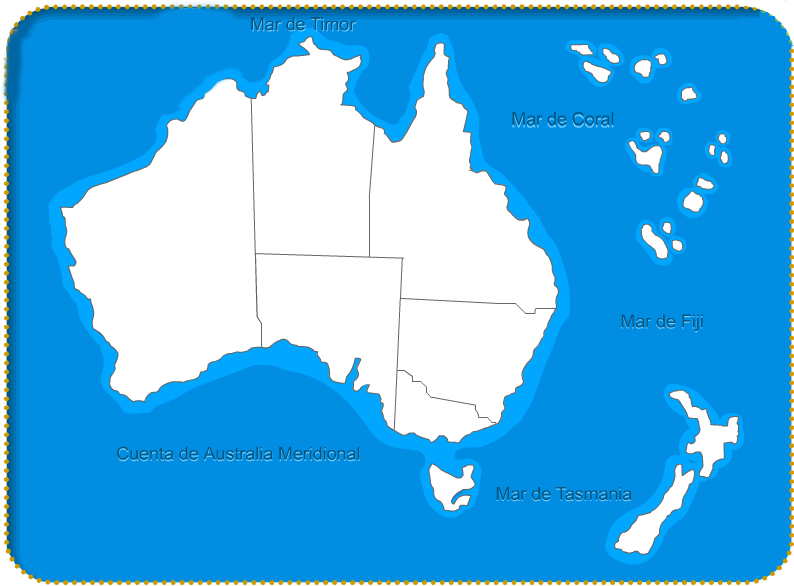 Mar de Timor
Mar de Coral
Mar de Fiji
Cuenta de Australia Meridional
Mar de Tasmania